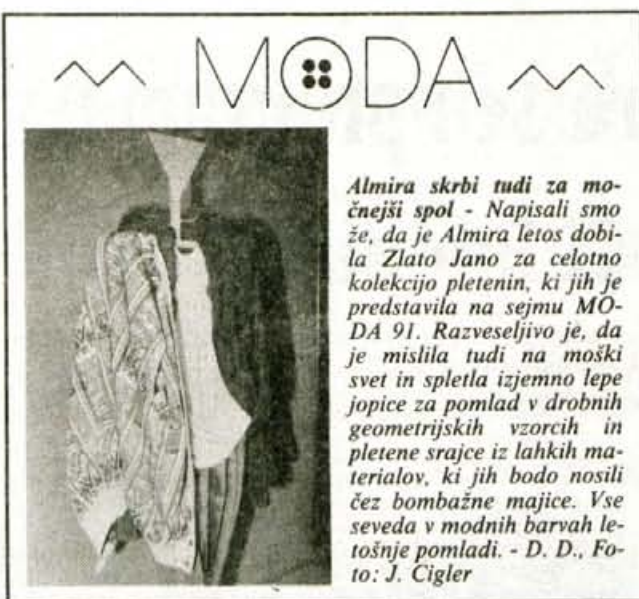 MODA
Almira skrbi tudi za mo-
čnejši spol - Napisali smo
že, da je Almira letos dobi-
la Zlato Jano za celotno
kolekcijo pletenin, ki jih je
predstavila na sejmu MO-
DA 91. Razveseljivo je, da
je mislila tudi na moški
svet in spletla izjemno lepe
jopice za pomlad v drobnih
geometrijskih vzorcih in
pletene srajce iz lahkih ma-
terialov, ki jih bodo nosili
čez bombažne majice. Vse
seveda v modnih barvah le-
tošnje pomladi. - D. D., Fo-
to: J. Cigler